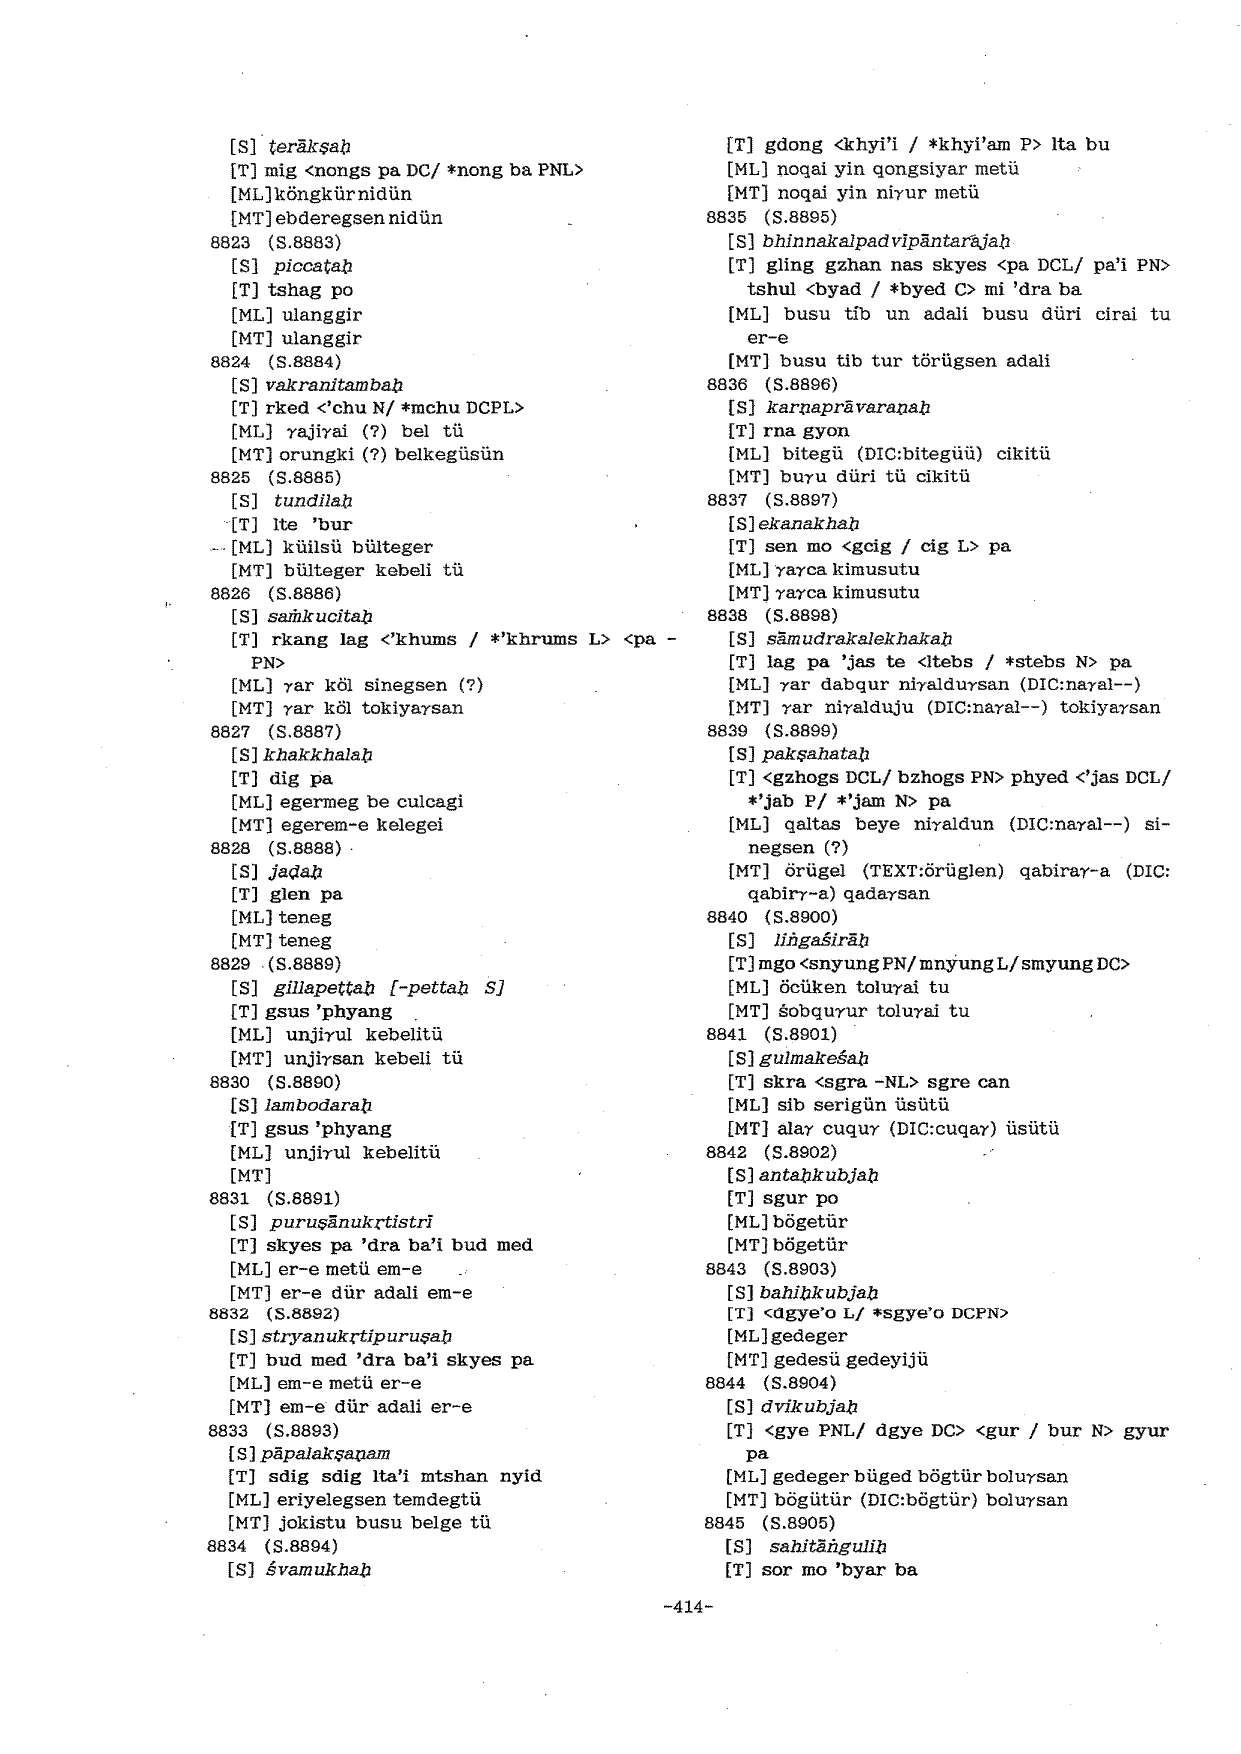 [S] ṭerākṣaḥ
[T] mig <nongs pa DC/ *nong ba PNL>
[ML]köngkür nidün
[MT]ebderegsen nidün
8823 (S.8883)
[S] piccaṭaḥ
[T] tshag po
[ML] ulanggir
[MT] ulanggir
8824 (S.8884)
[S] vakranitambaḥ
[T] rked <'chu N/ *mchu DCPL>
[ML] γajiγai (?) bel tü
[MT] orungki (?) belkegüsün
8825 (S.8885)
[S] tundilaḥ
[T] lte 'bur
[ML] küilsü bülteger
[MT] bülteger kebeli tü
8826 (S.8886)
[S] saṁkucitaḥ
[T] rkang lag <'khums / *'khrums L> <pa -
PN>
[ML] γar köl sinegsen (?)
[MT] γar köl tokiyaγsan
8827 (S.8887)
[S] khakkhalaḥ
[T] dig pa
[ML] egermeg be culcagi
[MT] egerem-e kelegei
8828 (S.8888)
[S] jaḍaḥ
[T] glen pa
[ML] teneg
[MT] teneg
8829 (S.8889)
[S] gillapeṭṭaḥ [-pettaḥ S]
[T] gsus 'phyang
[ML] unjiγul kebelitü
[MT] unjiγsan kebeli tü
8830 (S.8890)
[S] lambodaraḥ
[T] gsus 'phyang
[ML] unjiγul kebelitü
[MT]
8831 (S.8891)
[S] puruṣānukṛtistrī
[T] skyes pa 'dra ba'i bud med
[ML] er-e metü em-e
[MT] er-e dür adali em-e
8832 (S.8892)
[S] stryanukṛtipuruṣaḥ
[T] bud med 'dra ba'i skyes pa
[ML] em-e metü er-e
[MT] em-e dür adali er-e
8833 (S.8893)
[S] pāpalakṣaṇam
[T] sdig sdig lta'i mtshan nyid
[ML] eriyelegsen temdegtü
[MT] jokistu busu belge tü
8834 (S.8894)
[S] śvamukhaḥ
[T] gdong <khyi'i / *khyi'am P> lta bu
[ML] noqai yin qongsiyar metü
[MT] noqai yin niγur metü
8835 (S.8895)
[S] bhinnakalpadvīpāntarājaḥ
[T] gling gzhan nas skyes <pa DCL/ pa'i PN>
tshul <byad / *byed C> mi 'dra ba
[ML] busu tib un adali busu düri cirai tu
er-e
[MT] busu tib tur törügsen adali
8836 (S.8896)
[S] karṇaprāvaraṇaḥ
[T] rna gyon
[ML] bitegü (DIC:bitegüü) cikitü
[MT] buγu düri tü cikitü
8837 (S.8897)
[S] ekanakhaḥ
[T] sen mo <gcig / cig L> pa
[ML] γaγca kimusutu
[MT] γaγca kimusutu
8838 (S.8898)
[S] sāmudrakalekhakaḥ
[T] lag pa 'jas te <ltebs / *stebs N> pa
[ML] γar dabqur niγalduγsan (DIC:naγal--)
[MT] γar niγalduju (DIC:naγal--) tokiyaγsan
8839 (S.8899)
[S] pakṣahataḥ
[T] <gzhogs DCL/ bzhogs PN> phyed <'jas DCL/
*'jab P/ *'jam N> pa
[ML] qaltas beye niγaldun (DIC:naγal--) si-
negsen (?)
[MT] örügel (TEXT:örüglen) qabiraγ-a (DIC:
qabirγ-a) qadaγsan
8840 (S.8900)
[S] liṅgaśirāḥ
[T] mgo <snyung PN/ mnyung L/ smyung DC>
[ML] öcüken toluγai tu
[MT] śobquγur toluγai tu
8841 (S.8901)
[S] gulmakeśaḥ
[T] skra <sgra -NL> sgre can
[ML] sib serigün üsütü
[MT] alaγ cuquγ (DIC:cuqaγ) üsütü
8842 (S.8902)
[S] antaḥkubjaḥ
[T] sgur po
[ML] bögetür
[MT] bögetür
8843 (S.8903)
[S] bahiḥkubjaḥ
[T] <dgye'o L/ *sgye'o DCPN>
[ML] gedeger
[MT] gedesü gedeyijü
8844 (S.8904)
[S] dvikubjaḥ
[T] <gye PNL/ dgye DC> <gur / bur N> gyur
pa
[ML] gedeger büged bögtür boluγsan
[MT] bögütür (DIC:bögtür) boluγsan
8845 (S.8905)
[S] sahitāṅguliḥ
[T] sor mo 'byar ba
-414-